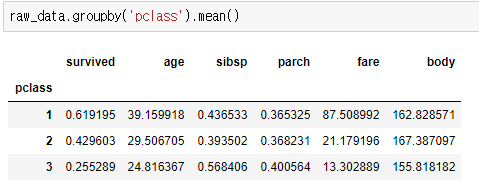 raw_data.groupby('pclass').mean()
survived age sibsp parch fare body
pclass
1 0.619195 39.159918 0.436533 0.365325 87.508992 162.828571
2 0.429603 29.506705 0.393502 0.368231 21.179196 167.387097
3 0.255289 24.816367 0.568406 0.400564 13.302889 155.818182